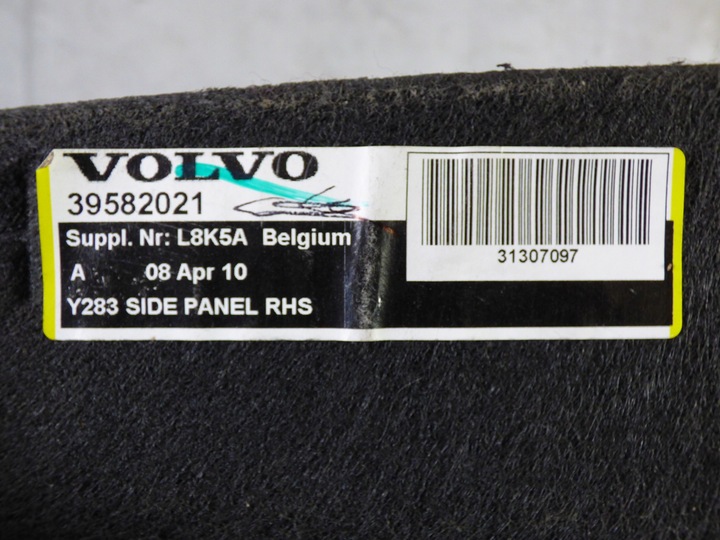 VOLVO
39582021
Suppl. Nr: L8K5A Belgium
A 08 Apr 10
Y283 SIDE PANEL RHS
31307097